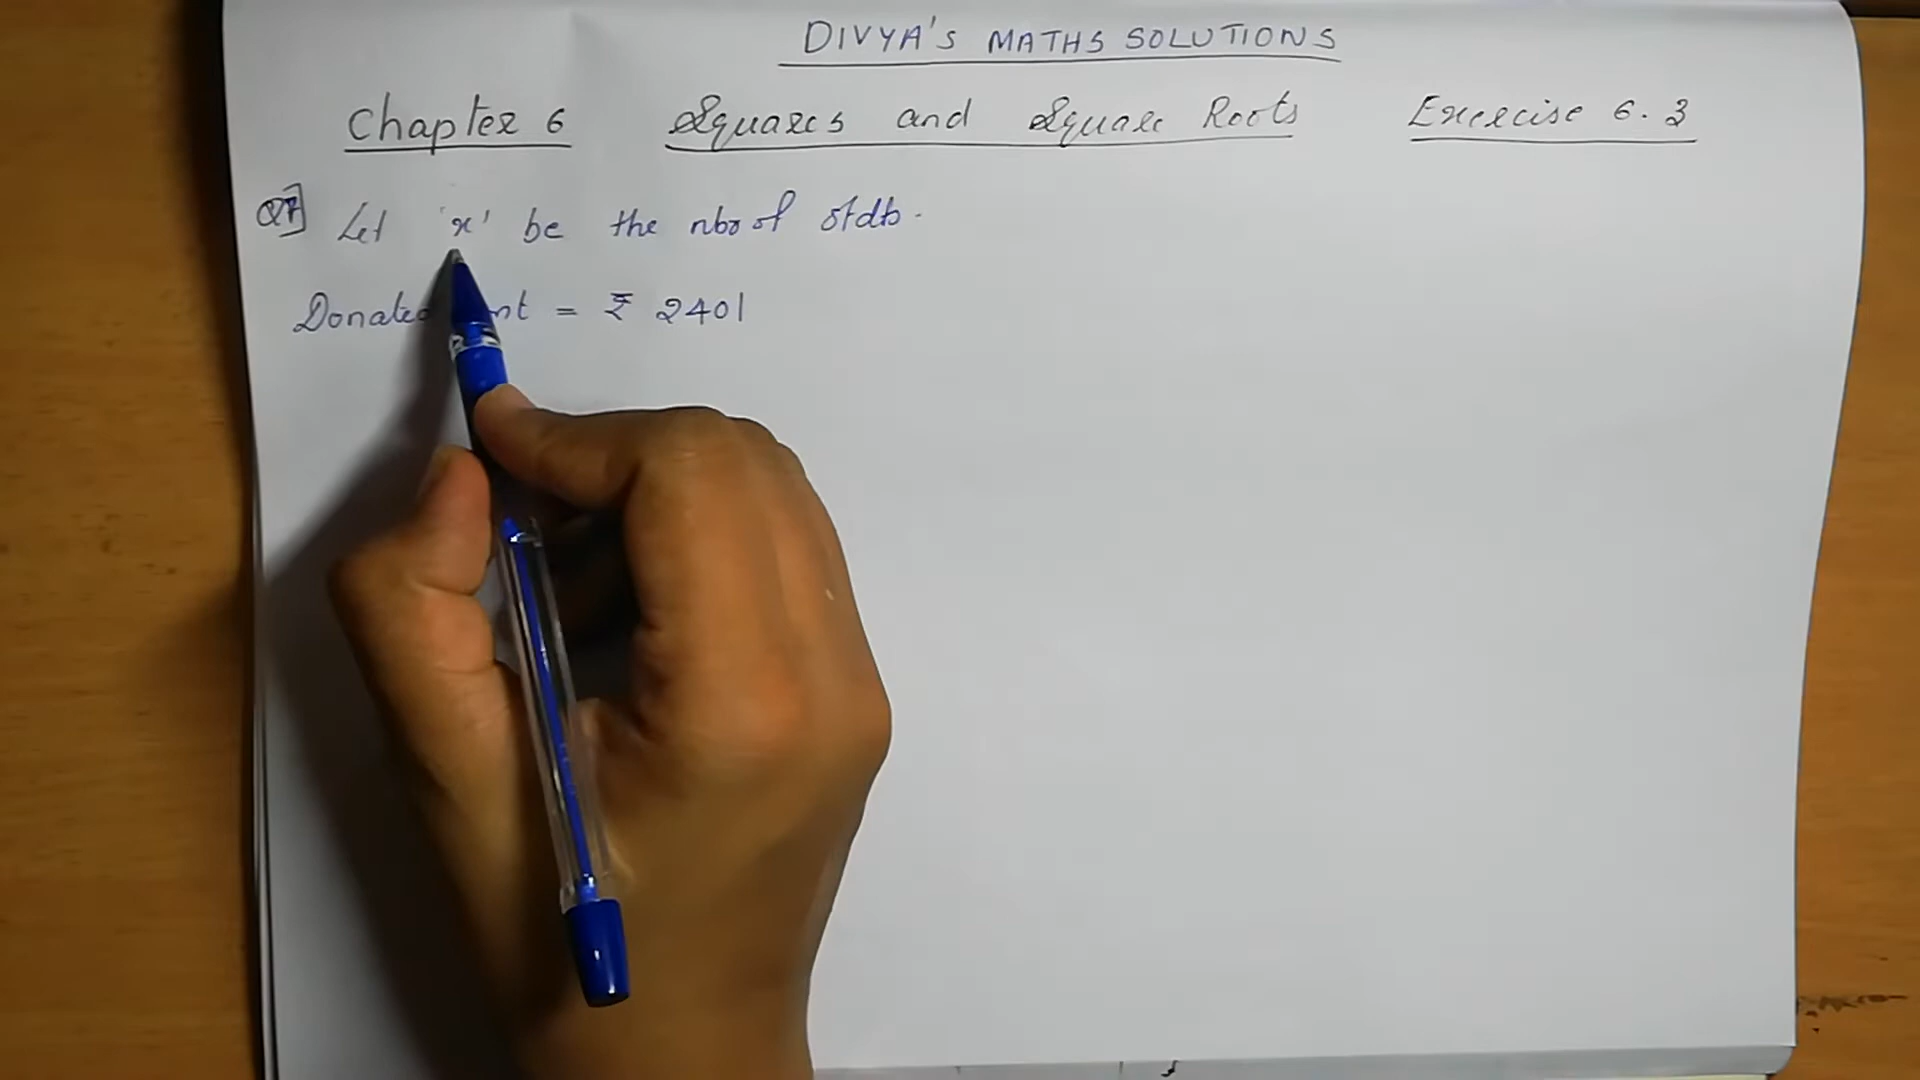 DIVYA'S MATHS SOLUTIONS
Chapter 6 Squares and Square Roots Exercise 6.3
Q7] Let 'x' be the nbr of stdts.
Donated = ₹ 2401